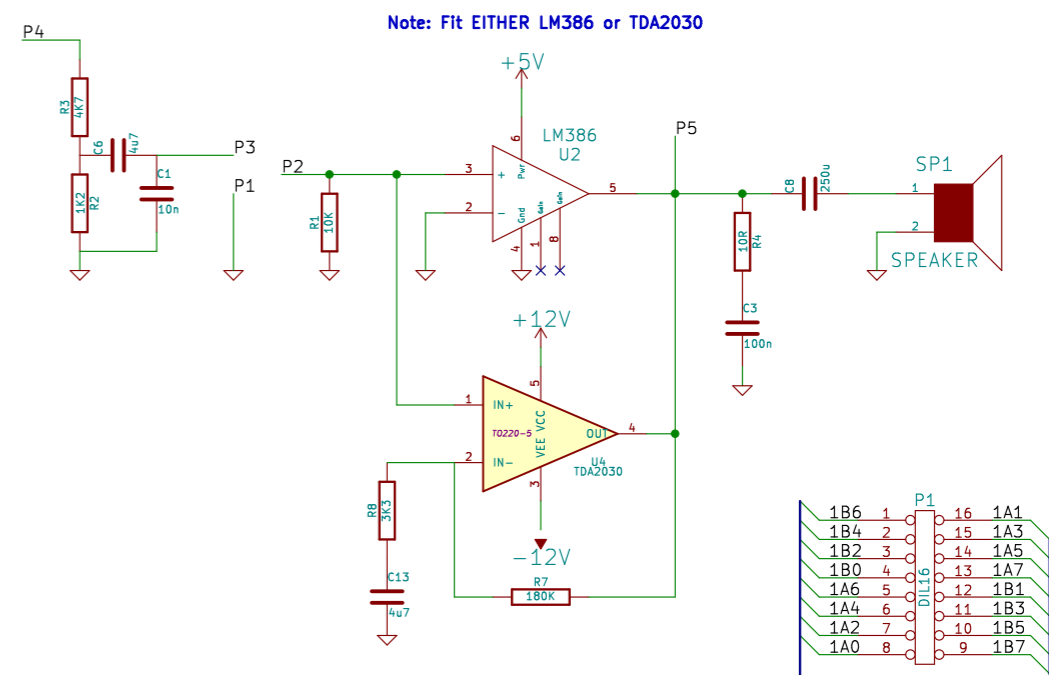 Note: Fit EITHER LM386 or TDA2030
P4
+5V
R3
4K7
C6
4u7
P3
C1
10n
1K2
R2
P1
P2
R1
10K
LM386
U2
6
Pwr
3
+
2
-
Gnd
4
Gain
1
Gain
8
5
P5
C8
250u
SP1
1
2
SPEAKER
10R
R4
C3
100n
+12V
5
1
IN+
VCC
TO220-5
OUT
4
2
IN-
VEE
3
U4
TDA2030
-12V
R8
3K3
C13
4u7
R7
180K
P1
DIL16
1B6 1 16 1A1
1B4 2 15 1A3
1B2 3 14 1A5
1B0 4 13 1A7
1A6 5 12 1B1
1A4 6 11 1B3
1A2 7 10 1B5
1A0 8 9 1B7